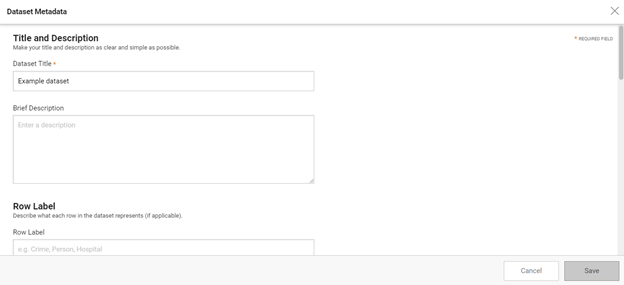 Dataset Metadata
Title and Description
* REQUIRED FIELD
Make your title and description as clear and simple as possible.
Dataset Title *
Example dataset
Brief Description
Enter a description
Row Label
Describe what each row in the dataset represents (if applicable).
Row Label
e.g. Crime, Person, Hospital
Cancel
Save